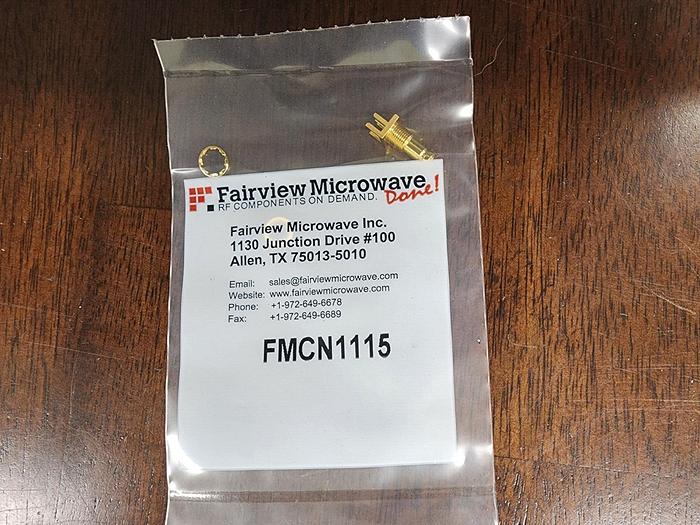 Fairview Microwave
RF COMPONENTS ON DEMAND. Done!
Fairview Microwave Inc.
1130 Junction Drive #100
Allen, TX 75013-5010
Email: sales@fairviewmicrowave.com
Website: www.fairviewmicrowave.com
Phone: +1-972-649-6678
Fax: +1-972-649-6689
FMCN1115